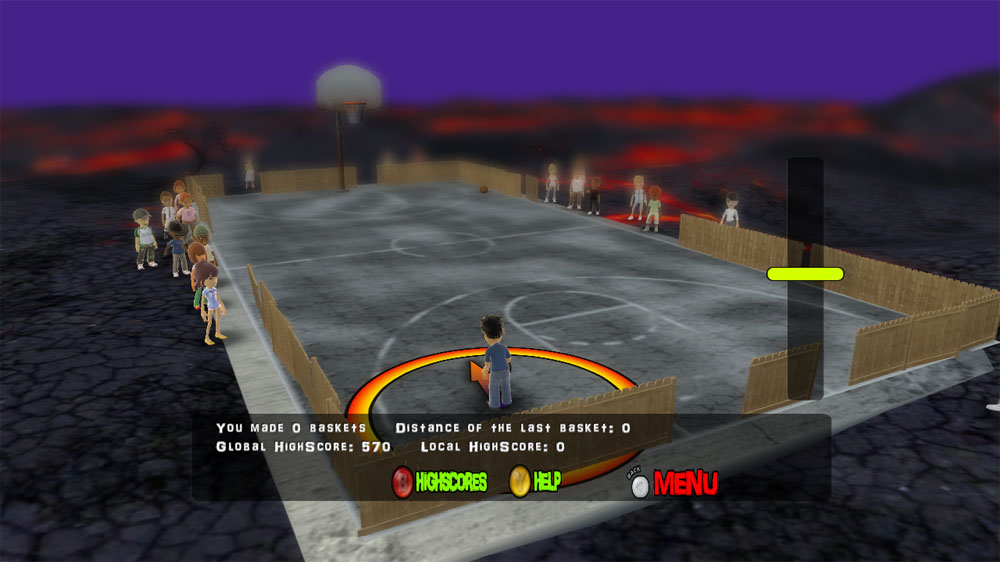 You made 0 baskets Distance of the last basket: 0
Global HighScore: 570 Local HighScore: 0
B HIGHSCORES Y HELP BACK MENU